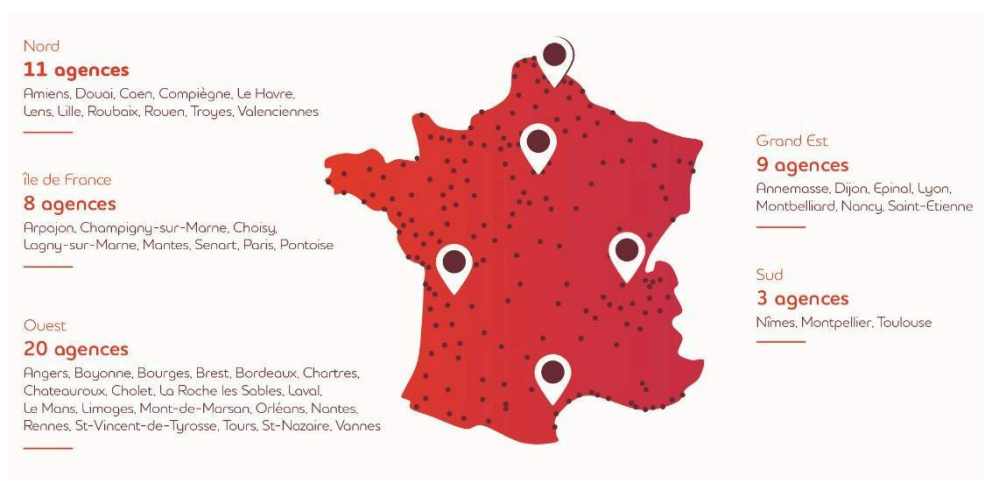 Nord
11 agences
Amiens, Douai, Caen, Compiègne, Le Havre,
Lens, Lille, Roubaix, Rouen, Troyes, Valenciennes
île de France
8 agences
Arpajon, Champigny-sur-Marne, Choisy,
Lagny-sur-Marne, Mantes, Senart, Paris, Pontoise
Ouest
20 agences
Angers, Bayonne, Bourges, Brest, Bordeaux, Chartres,
Chateauroux, Cholet, La Roche les Sables, Laval,
Le Mans, Limoges, Mont-de-Marsan, Orléans, Nantes,
Rennes, St-Vincent-de-Tyrosse, Tours, St-Nazaire, Vannes
Grand Est
9 agences
Annemasse, Dijon, Epinal, Lyon,
Montbelliard, Nancy, Saint-Etienne
Sud
3 agences
Nîmes, Montpellier, Toulouse